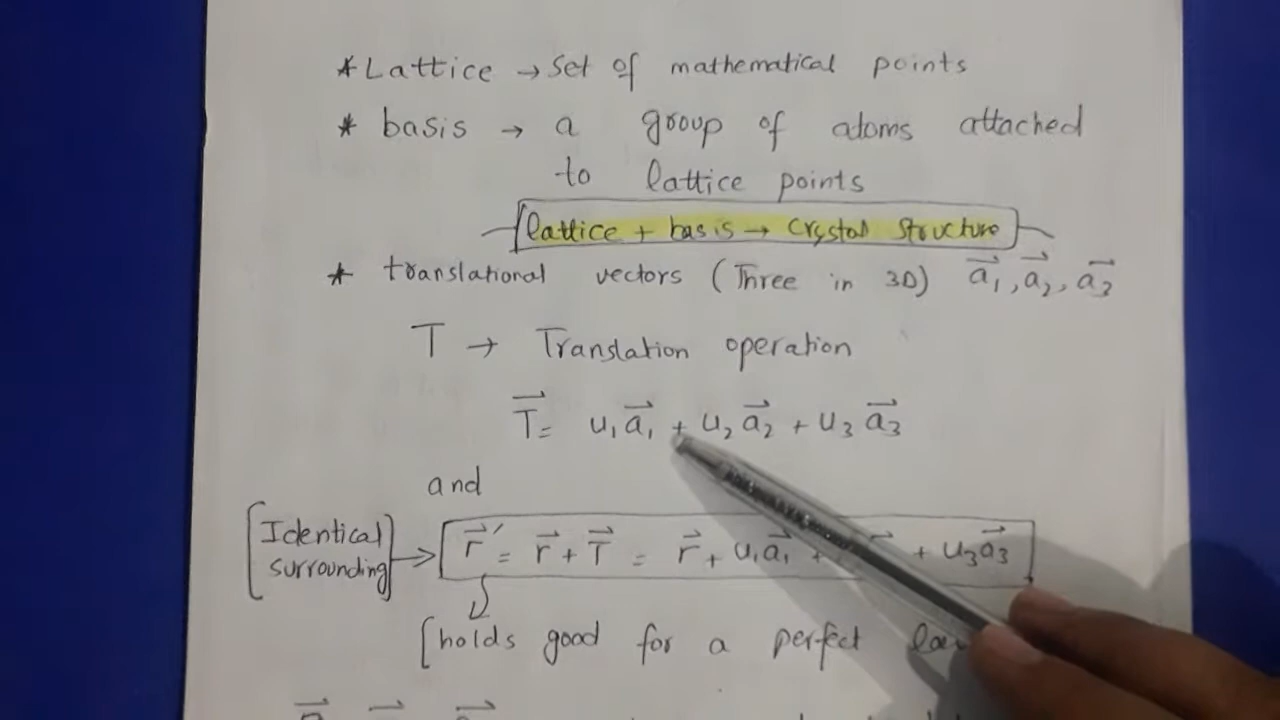 * Lattice → set of mathematical points
* basis → a group of atoms attached
to lattice points
lattice + basis → Crystal Structure
* translational vectors (Three in 3D) a⃗₁, a⃗₂, a⃗₃
T → Translation operation
T⃗ = u₁a⃗₁ + u₂a⃗₂ + u₃a⃗₃
and
[Identical surrounding] → r⃗′ = r⃗ + T⃗ = r⃗ + u₁a⃗₁ + + u₃a⃗₃
[holds good for a perfect